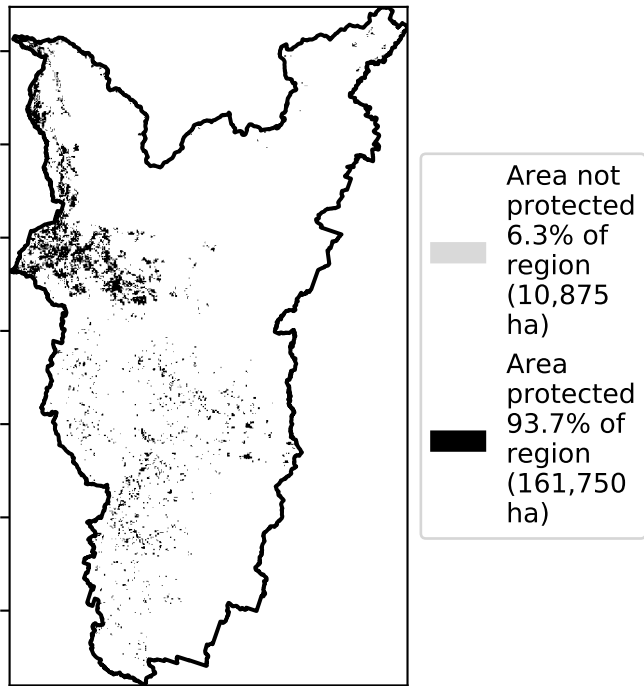 Area not
protected
6.3% of
region
(10,875
ha)
Area
protected
93.7% of
region
(161,750
ha)